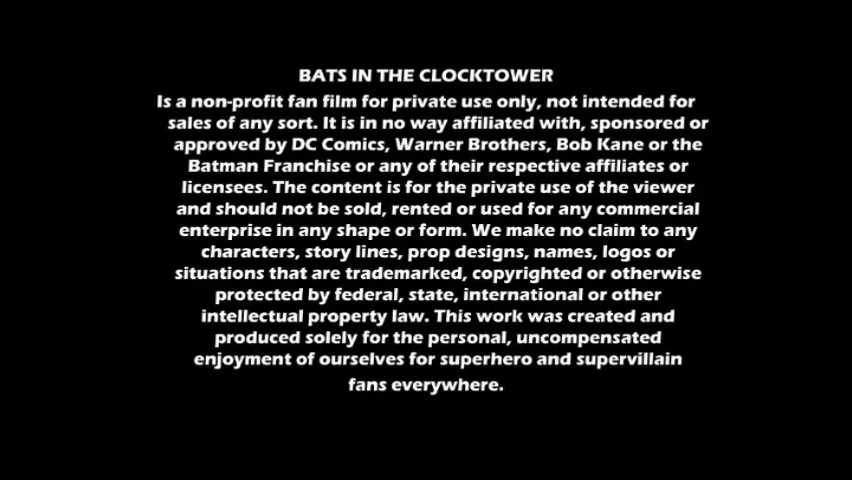 BATS IN THE CLOCKTOWER
Is a non-profit fan film for private use only, not intended for
sales of any sort. It is in no way affiliated with, sponsored or
approved by DC Comics, Warner Brothers, Bob Kane or the
Batman Franchise or any of their respective affiliates or
licensees. The content is for the private use of the viewer
and should not be sold, rented or used for any commercial
enterprise in any shape or form. We make no claim to any
characters, story lines, prop designs, names, logos or
situations that are trademarked, copyrighted or otherwise
protected by federal, state, international or other
intellectual property law. This work was created and
produced solely for the personal, uncompensated
enjoyment of ourselves for superhero and supervillain
fans everywhere.